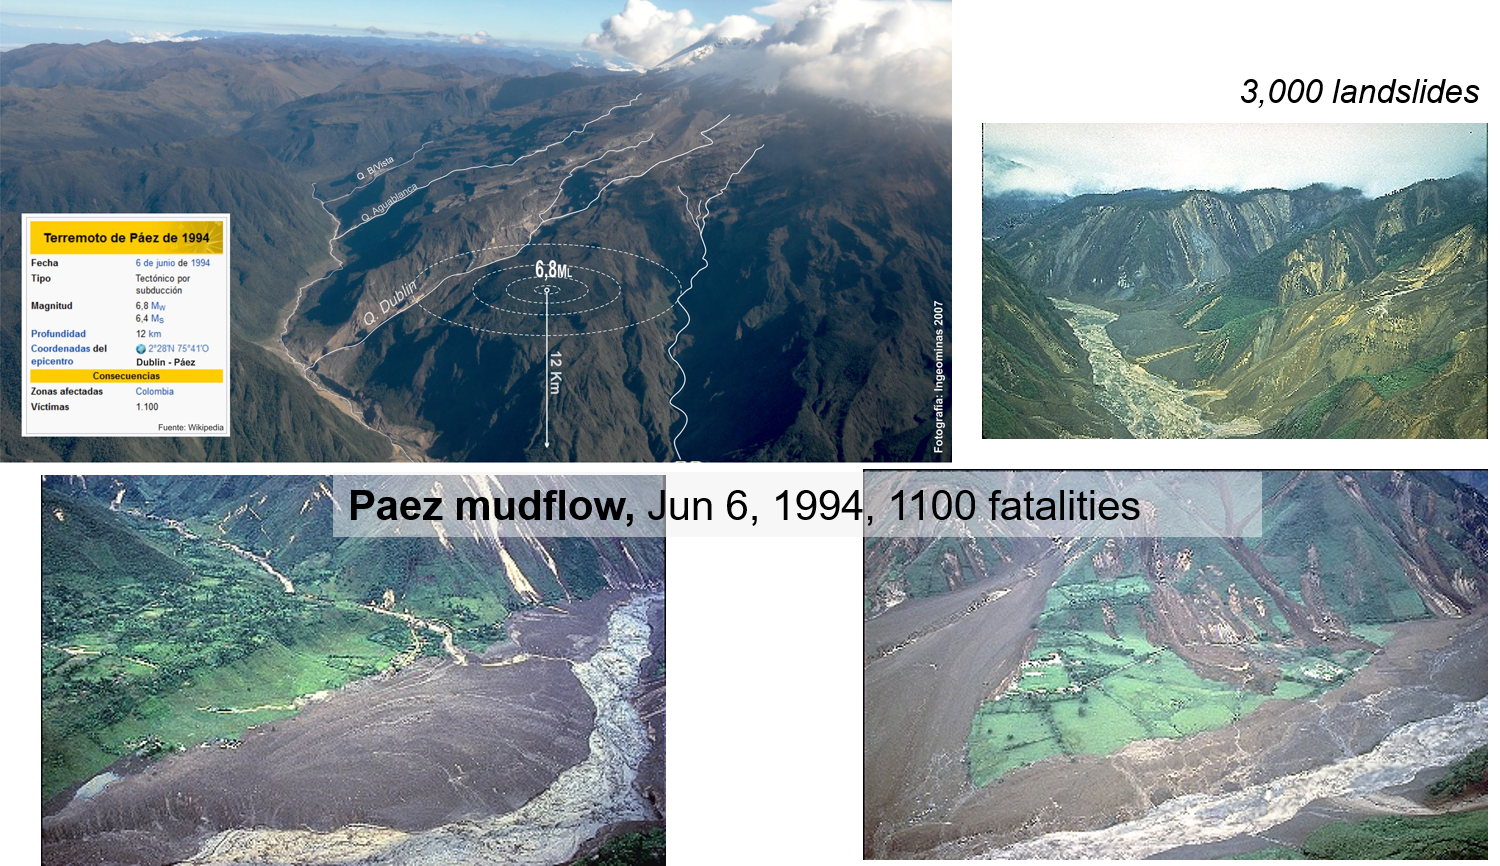 3,000 landslides
Q. B/Vista
Q. Aguablanca
Q. Dublin
6,8ML
12 Km
Fotografía: Ingeominas 2007
Terremoto de Páez de 1994
Fecha 6 de junio de 1994
Tipo Tectónico por
subducción
Magnitud 6,8 MW
6,4 MS
Profundidad 12 km
Coordenadas del 2°28'N 75°41'O
epicentro Dublin - Páez
Consecuencias
Zonas afectadas Colombia
Víctimas 1.100
Fuente: Wikipedia
Paez mudflow, Jun 6, 1994, 1100 fatalities